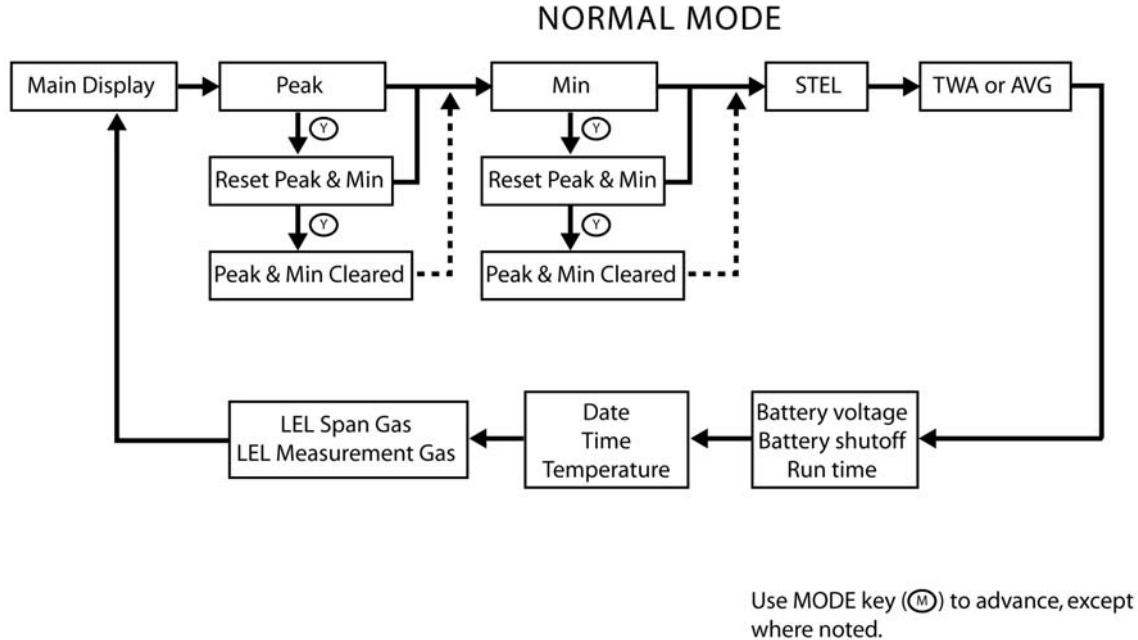 NORMAL MODE
Main Display
Peak
Min
STEL
TWA or AVG
Y
Y
Reset Peak & Min
Reset Peak & Min
Y
Y
Peak & Min Cleared
Peak & Min Cleared
LEL Span Gas
LEL Measurement Gas
Date
Time
Temperature
Battery voltage
Battery shutoff
Run time
Use MODE key (M) to advance, except
where noted.